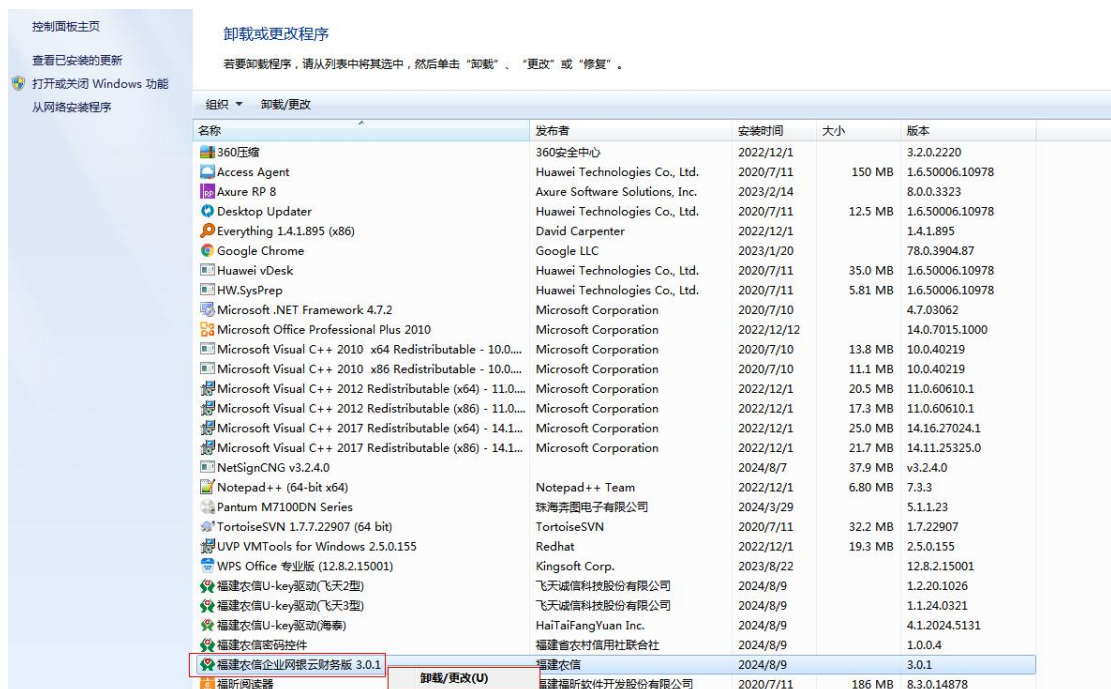 控制面板主页
查看已安装的更新
打开或关闭 Windows 功能
从网络安装程序
卸载或更改程序
若要卸载程序，请从列表中将其选中，然后单击“卸载”、“更改”或“修复”。
组织 卸载/更改
名称 发布者 安装时间 大小 版本
360压缩 360安全中心 2022/12/1 3.2.0.2220
Access Agent Huawei Technologies Co., Ltd. 2020/7/11 150 MB 1.6.50006.10978
Axure RP 8 Axure Software Solutions, Inc. 2023/2/14 8.0.0.3323
Desktop Updater Huawei Technologies Co., Ltd. 2020/7/11 12.5 MB 1.6.50006.10978
Everything 1.4.1.895 (x86) David Carpenter 2022/12/1 1.4.1.895
Google Chrome Google LLC 2023/1/20 78.0.3904.87
Huawei vDesk Huawei Technologies Co., Ltd. 2020/7/11 35.0 MB 1.6.50006.10978
HW.SysPrep Huawei Technologies Co., Ltd. 2020/7/11 5.81 MB 1.6.50006.10978
Microsoft .NET Framework 4.7.2 Microsoft Corporation 2020/7/10 4.7.03062
Microsoft Office Professional Plus 2010 Microsoft Corporation 2022/12/12 14.0.7015.1000
Microsoft Visual C++ 2010 x64 Redistributable - 10.0.... Microsoft Corporation 2020/7/10 13.8 MB 10.0.40219
Microsoft Visual C++ 2010 x86 Redistributable - 10.0.... Microsoft Corporation 2020/7/10 11.1 MB 10.0.40219
Microsoft Visual C++ 2012 Redistributable (x64) - 11.0.... Microsoft Corporation 2022/12/1 20.5 MB 11.0.60610.1
Microsoft Visual C++ 2012 Redistributable (x86) - 11.0.... Microsoft Corporation 2022/12/1 17.3 MB 11.0.60610.1
Microsoft Visual C++ 2017 Redistributable (x64) - 14.1... Microsoft Corporation 2022/12/1 25.0 MB 14.16.27024.1
Microsoft Visual C++ 2017 Redistributable (x86) - 14.1... Microsoft Corporation 2022/12/1 21.7 MB 14.11.25325.0
NetSignCNG v3.2.4.0 2024/8/7 37.9 MB v3.2.4.0
Notepad++ (64-bit x64) Notepad++ Team 2022/12/1 6.80 MB 7.3.3
Pantum M7100DN Series 珠海奔图电子有限公司 2024/3/29 5.1.1.23
TortoiseSVN 1.7.7.22907 (64 bit) TortoiseSVN 2020/7/11 32.2 MB 1.7.22907
UVP VMTools for Windows 2.5.0.155 Redhat 2022/12/1 19.3 MB 2.5.0.155
WPS Office 专业版 (12.8.2.15001) Kingsoft Corp. 2023/8/22 12.8.2.15001
福建农信U-key驱动(飞天2型) 飞天诚信科技股份有限公司 2024/8/9 1.2.20.1026
福建农信U-key驱动(飞天3型) 飞天诚信科技股份有限公司 2024/8/9 1.1.24.0321
福建农信U-key驱动(海泰) HaiTaiFangYuan Inc. 2024/8/9 4.1.2024.5131
福建农信密码控件 福建省农村信用社联合社 2024/8/9 1.0.0.4
福建农信企业网银云财务版 3.0.1 福建农信 2024/8/9 3.0.1
福昕阅读器 福建福昕软件开发股份有限公司 2020/7/11 186 MB 8.3.0.14878
卸载/更改(U)